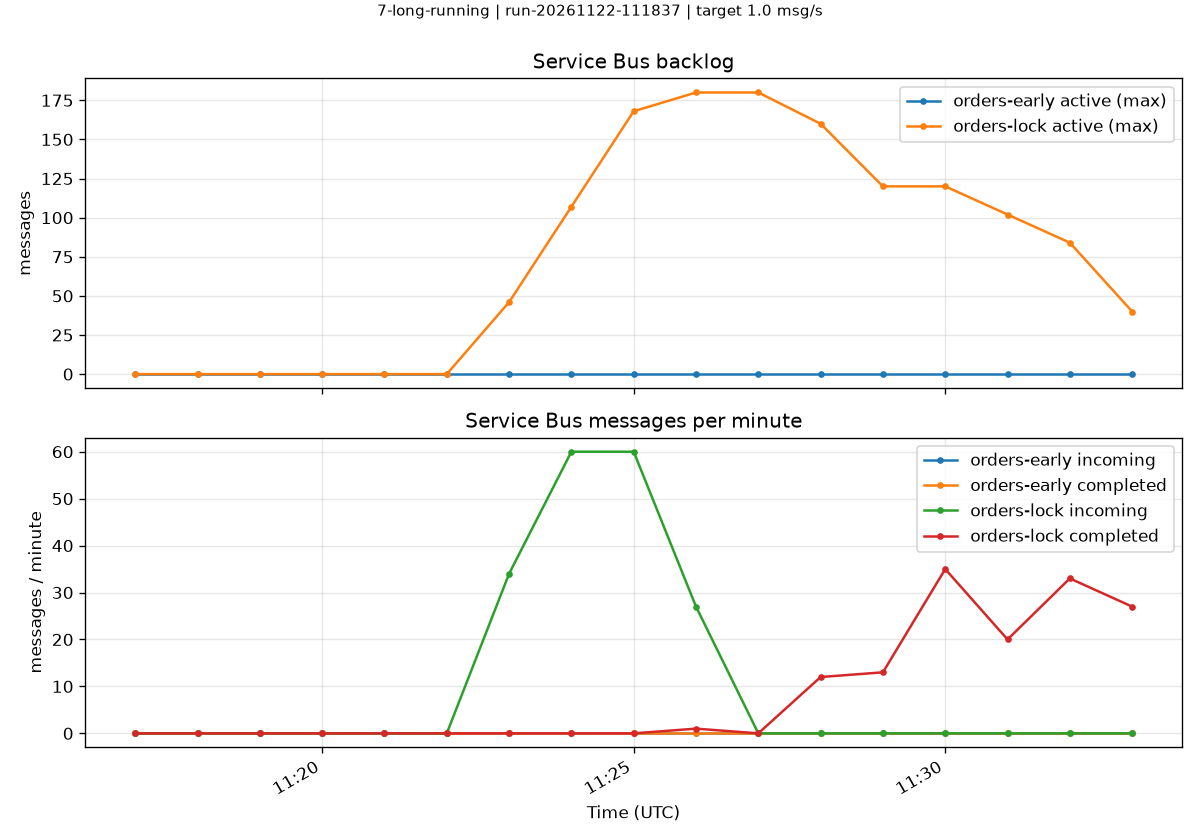 7-long-running | run-20261122-111837 | target 1.0 msg/s
Service Bus backlog
messages
175
150
125
100
75
50
25
0
orders-early active (max)
orders-lock active (max)
Service Bus messages per minute
messages / minute
60
50
40
30
20
10
0
orders-early incoming
orders-early completed
orders-lock incoming
orders-lock completed
11:20
11:25
11:30
Time (UTC)